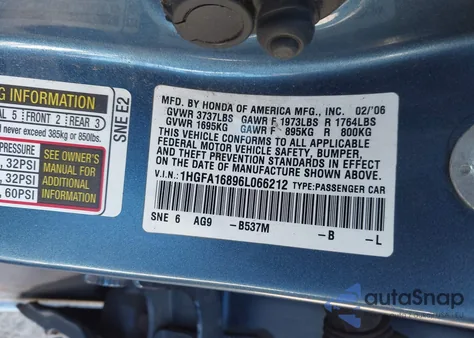 G INFORMATION
AL 5 FRONT 2 REAR 3
d never exceed 385kg or 850lbs.
SNE E2
, 32PSI
, 32PSI
, 60PSI
SEE OWNER'S
MANUAL FOR
ADDITIONAL
INFORMATION
MFD. BY HONDA OF AMERICA MFG., INC. 02/'06
GVWR 3737LBS GAWR F 1973LBS R 1764LBS
GVWR 1695KG GAWR F 895KG R 800KG
THIS VEHICLE CONFORMS TO ALL APPLICABLE
FEDERAL MOTOR VEHICLE SAFETY, BUMPER,
AND THEFT PREVENTION STANDARDS IN EFFECT
ON THE DATE OF MANUFACTURE SHOWN ABOVE.
V.I.N.: 1HGFA16896L066212 TYPE: PASSENGER CAR
SNE 6 AG9 -B537M -B -L
autaSnap